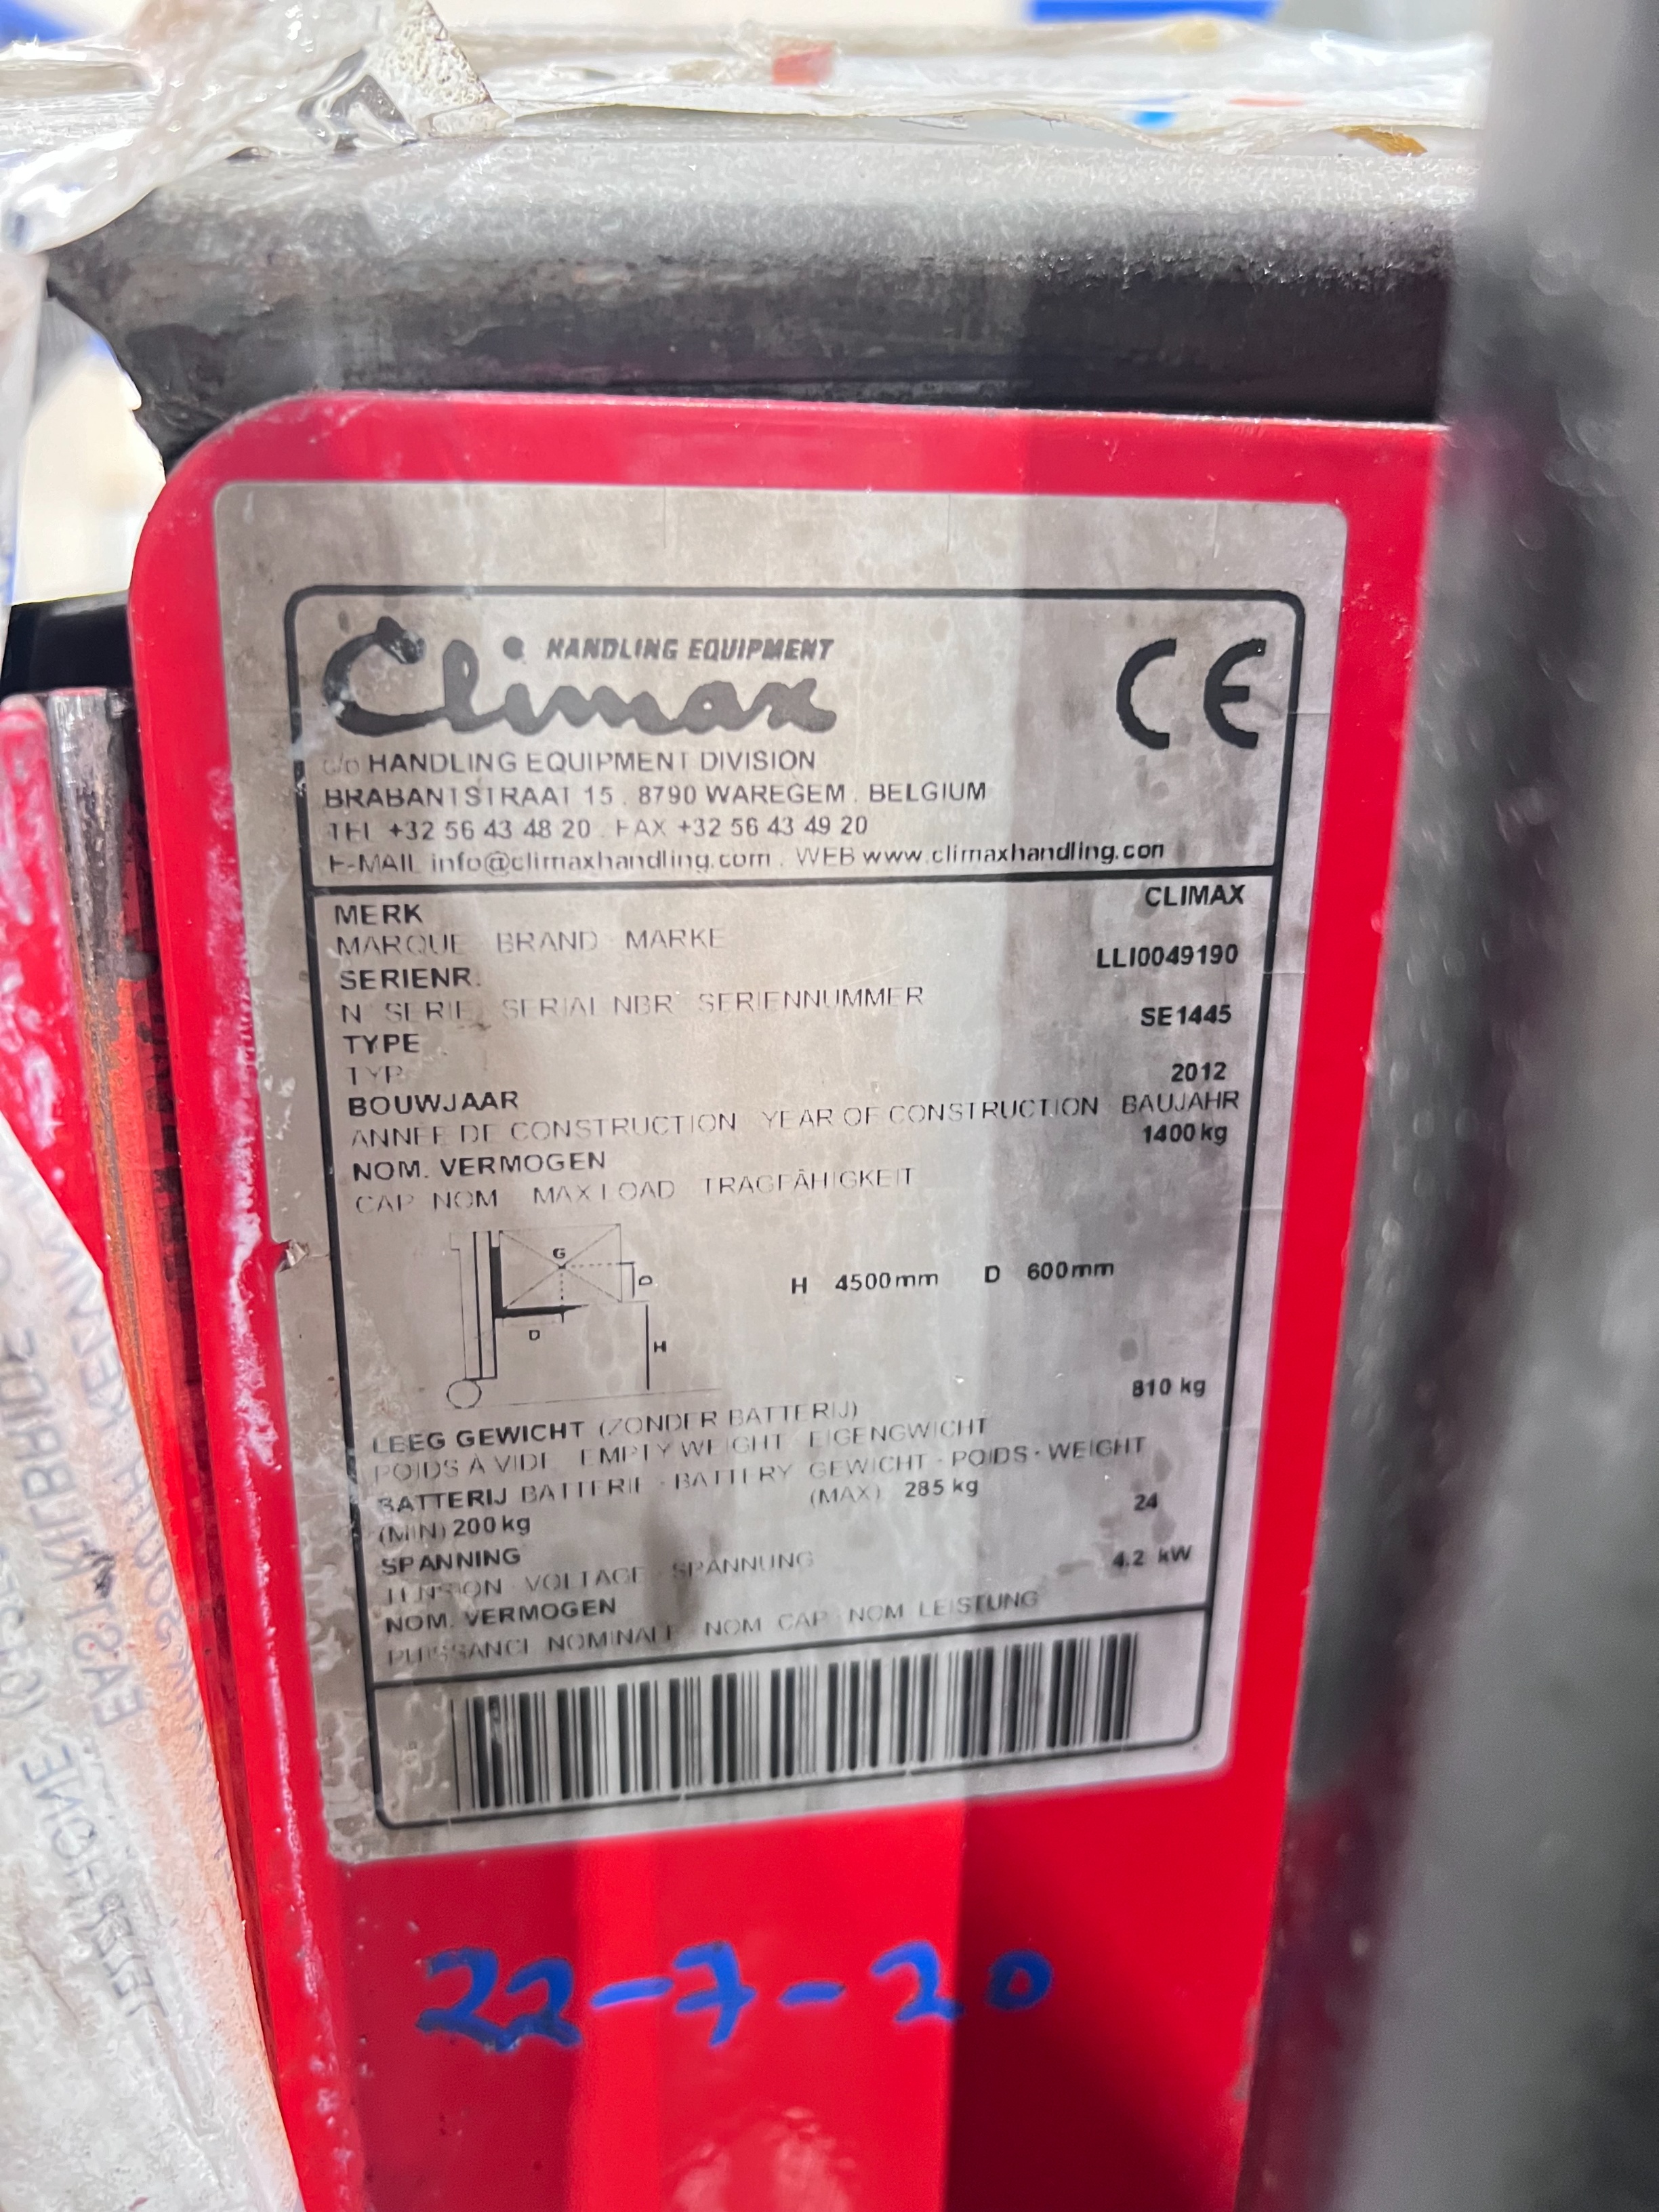 HANDLING EQUIPMENT
Climax
CE
c/o HANDLING EQUIPMENT DIVISION
BRABANTSTRAAT 15 . 8790 WAREGEM . BELGIUM
TEL +32 56 43 48 20 . FAX +32 56 43 49 20
E-MAIL info@climaxhandling.com . WEB www.climaxhandling.con
MERK CLIMAX
MARQUE BRAND MARKE
SERIENR. LLI0049190
N SERIE SERIAL NBR SERIENNUMMER
TYPE SE1445
TYP
BOUWJAAR 2012
ANNEE DE CONSTRUCTION YEAR OF CONSTRUCTION BAUJAHR
NOM. VERMOGEN 1400 kg
CAP NOM MAX LOAD TRAGFÄHIGKEIT
G
D
D
H
H 4500mm D 600mm
LEEG GEWICHT (ZONDER BATTERIJ) 810 kg
POIDS A VIDE EMPTY WEIGHT EIGENGWICHT
BATTERIJ BATTERIE - BATTERY GEWICHT - POIDS - WEIGHT
(MIN) 200 kg (MAX) 285 kg
SPANNING 24
TENSION VOLTAGE SPANNUNG
NOM. VERMOGEN 4.2 kW
PUISSANCE NOMINALE NOM CAP NOM LEISTUNG
22-7-20